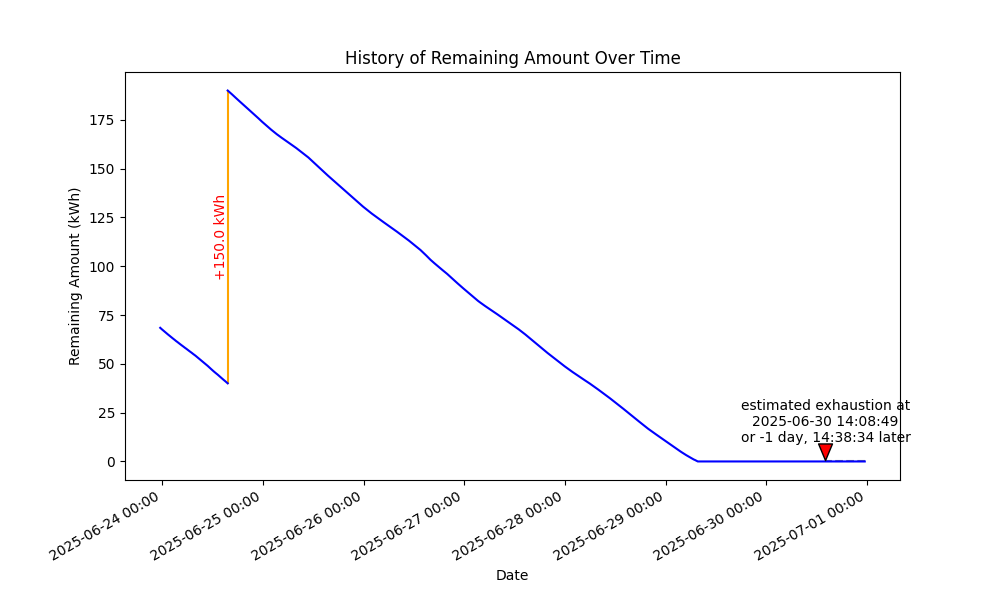 History of Remaining Amount Over Time
Remaining Amount (kWh)
175
150
125
100
75
50
25
0
+150.0 kWh
estimated exhaustion at
2025-06-30 14:08:49
or -1 day, 14:38:34 later
2025-06-24 00:00
2025-06-25 00:00
2025-06-26 00:00
2025-06-27 00:00
2025-06-28 00:00
2025-06-29 00:00
2025-06-30 00:00
2025-07-01 00:00
Date